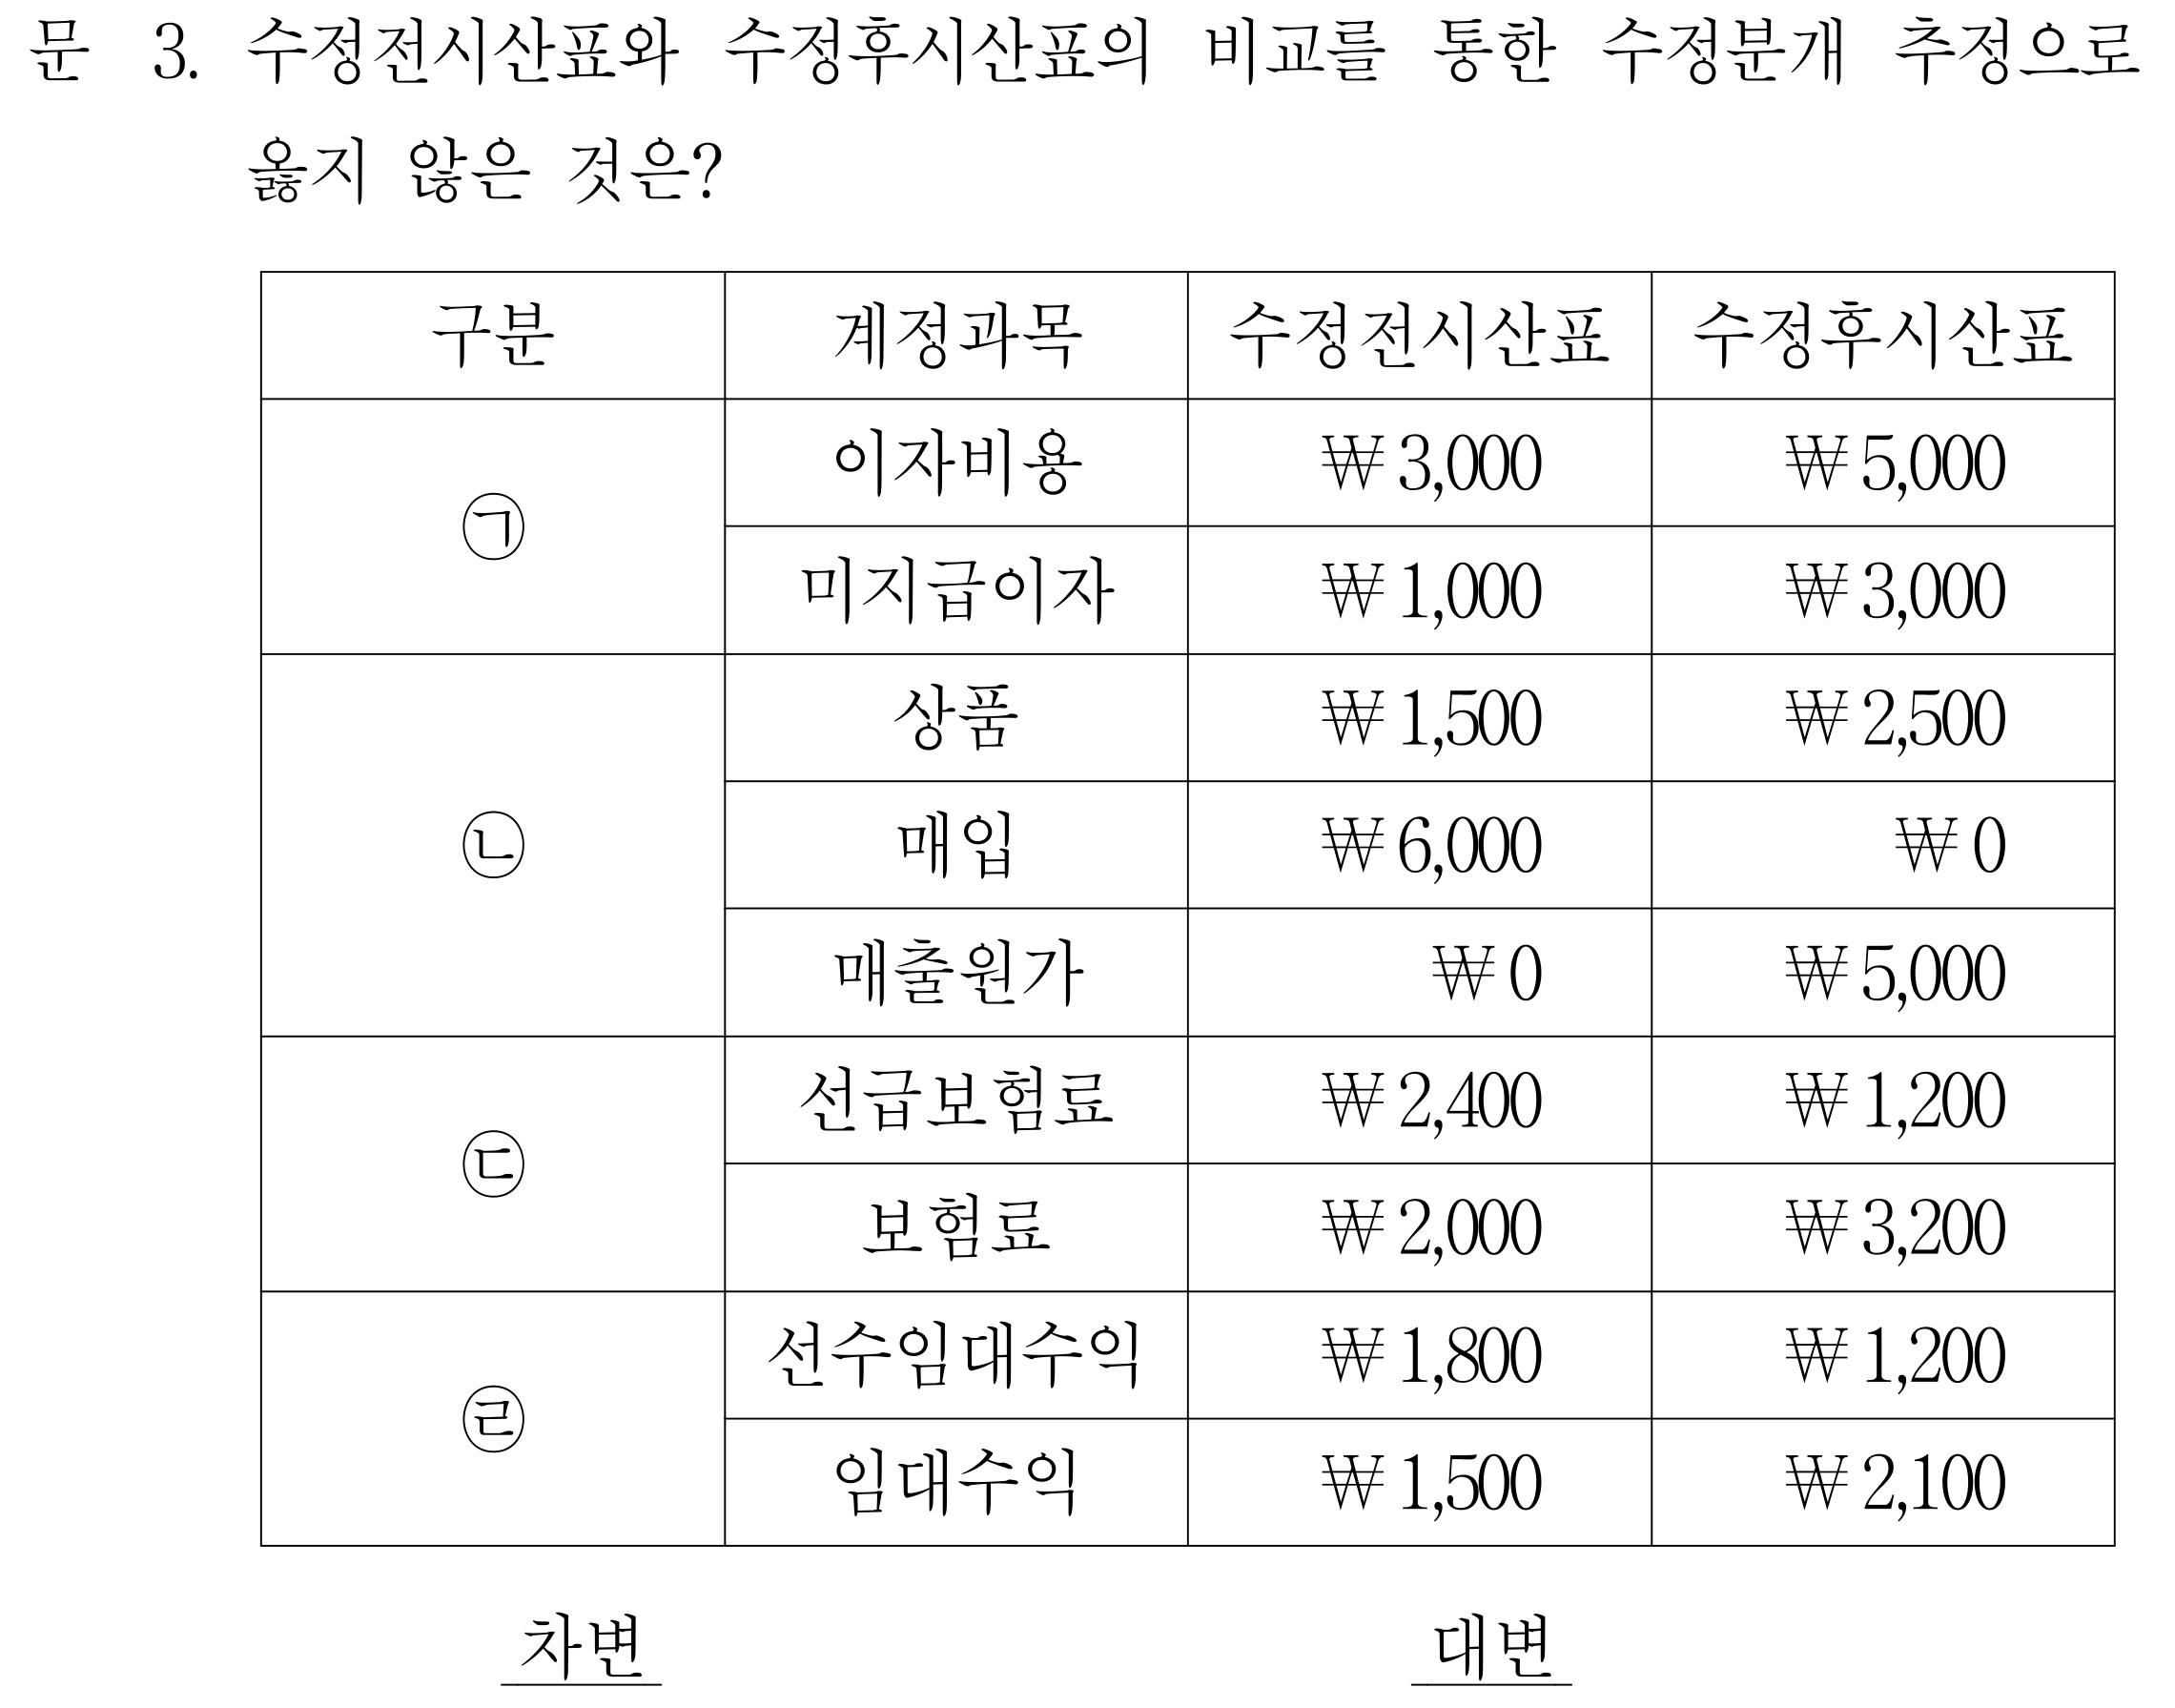 문 3. 수정전시산표와 수정후시산표의 비교를 통한 수정분개 추정으로
옳지 않은 것은?
구분 계정과목 수정전시산표 수정후시산표
㉠ 이자비용 ₩3,000 ₩5,000
미지급이자 ₩1,000 ₩3,000
㉡ 상품 ₩1,500 ₩2,500
매입 ₩6,000 ₩0
매출원가 ₩0 ₩5,000
㉢ 선급보험료 ₩2,400 ₩1,200
보험료 ₩2,000 ₩3,200
㉣ 선수임대수익 ₩1,800 ₩1,200
임대수익 ₩1,500 ₩2,100
차변 대변